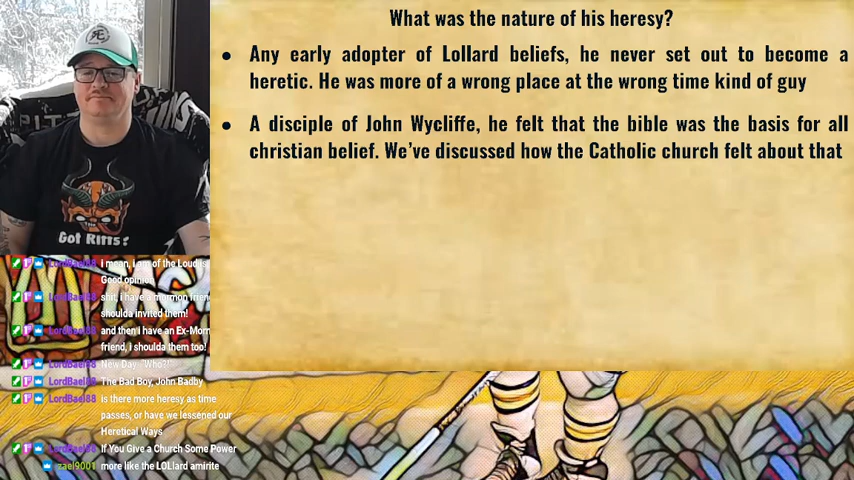 What was the nature of his heresy?
● Any early adopter of Lollard beliefs, he never set out to become a
heretic. He was more of a wrong place at the wrong time kind of guy
● A disciple of John Wycliffe, he felt that the bible was the basis for all
christian belief. We've discussed how the Catholic church felt about that
Got Riffs?
LordBael88 i mean, i am of the Loud is
Good opinion
LordBael88 shit, i have a mormon frien
shoulda invited them!
LordBael88 and then i have an Ex-Mor
friend, i shoulda them too!
LordBael88 New Day: "Who?!"
LordBael88 The Bad Boy, John Badby
LordBael88 is there more heresy as time
passes, or have we lessened our
Heretical Ways
LordBael88 If You Give a Church Some Power
zael9001 more like the LOLlard amirite